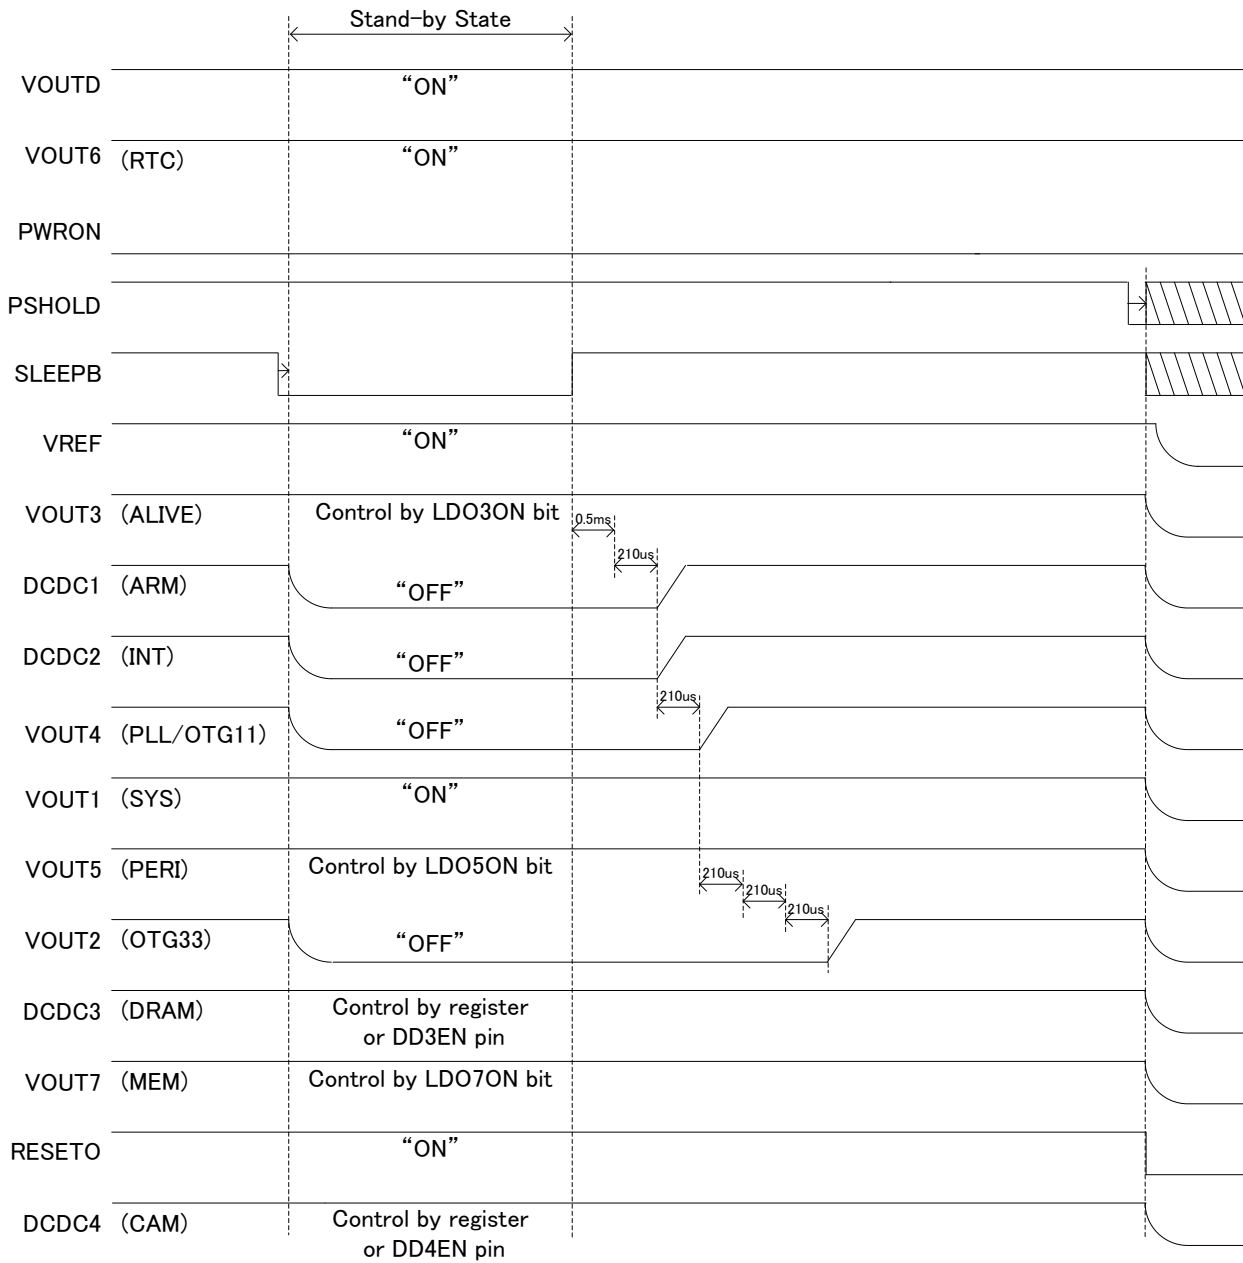 Stand-by State
VOUTD “ON”
VOUT6 (RTC) “ON”
PWRON
PSHOLD
SLEEPB
VREF “ON”
VOUT3 (ALIVE) Control by LDO3ON bit 0.5ms
210us
DCDC1 (ARM) “OFF”
DCDC2 (INT) “OFF”
210us
VOUT4 (PLL/OTG11) “OFF”
VOUT1 (SYS) “ON”
VOUT5 (PERI) Control by LDO5ON bit 210us
210us
210us
VOUT2 (OTG33) “OFF”
DCDC3 (DRAM) Control by register
or DD3EN pin
VOUT7 (MEM) Control by LDO7ON bit
RESETO “ON”
DCDC4 (CAM) Control by register
or DD4EN pin